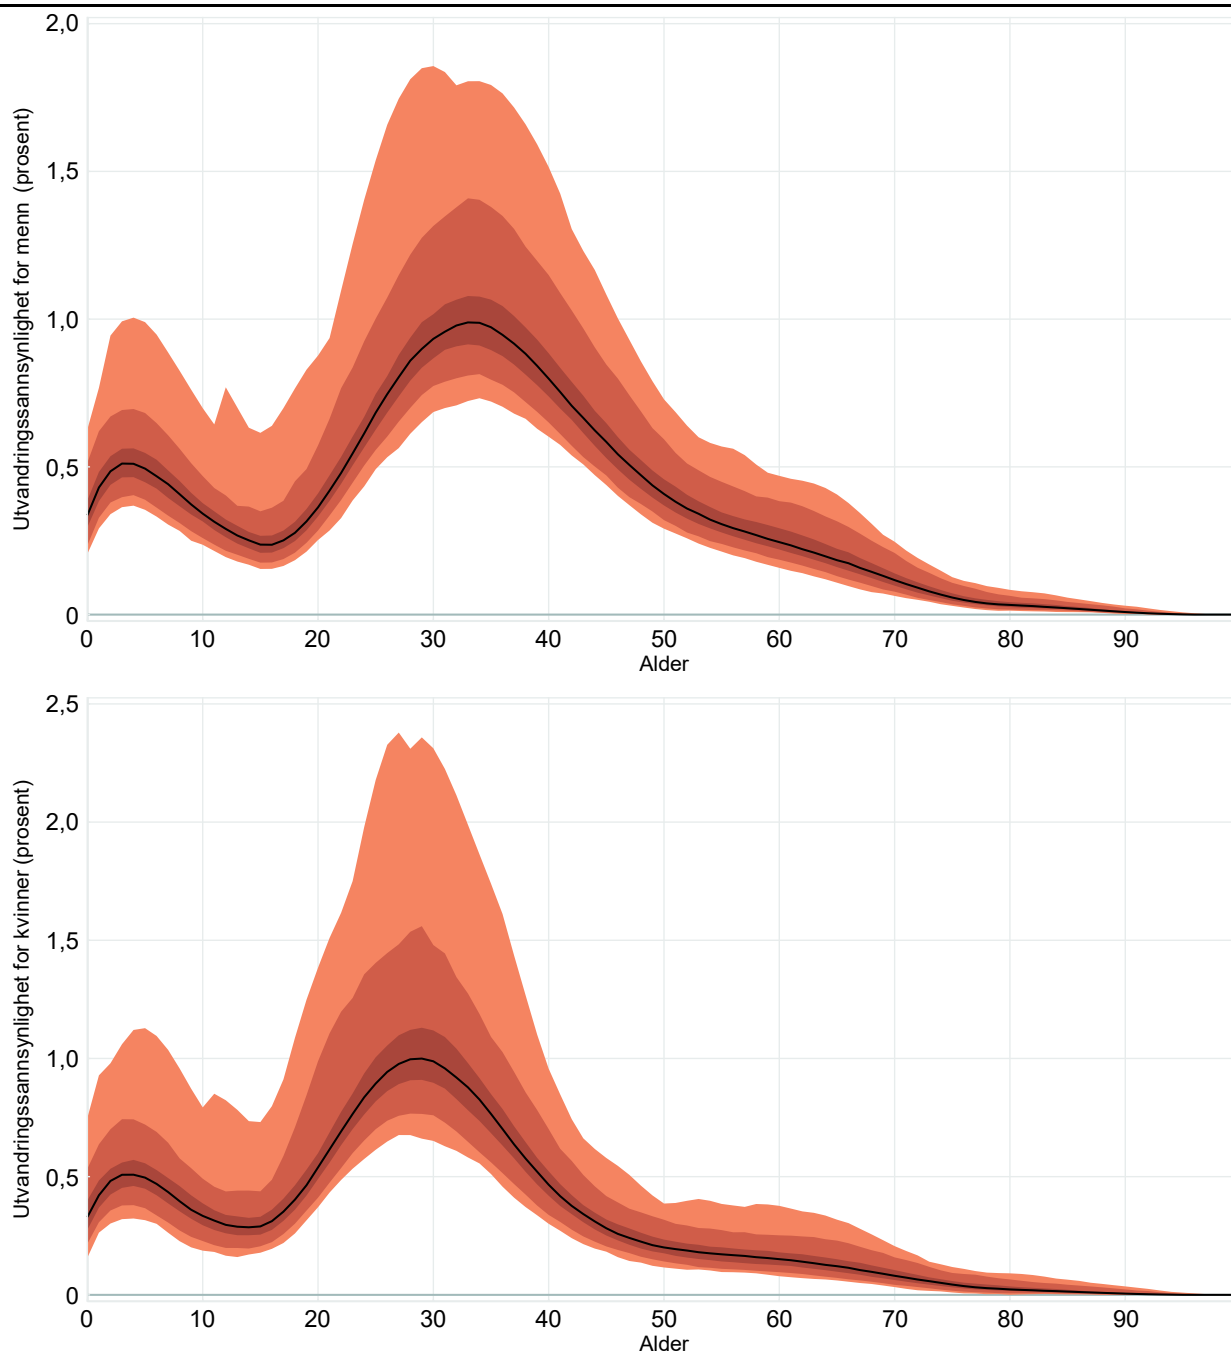 Utvandringssannsynlighet for menn (prosent)
2,0
1,5
1,0
0,5
0
0 10 20 30 40 50 60 70 80 90
Alder
Utvandringssannsynlighet for kvinner (prosent)
2,5
2,0
1,5
1,0
0,5
0
0 10 20 30 40 50 60 70 80 90
Alder